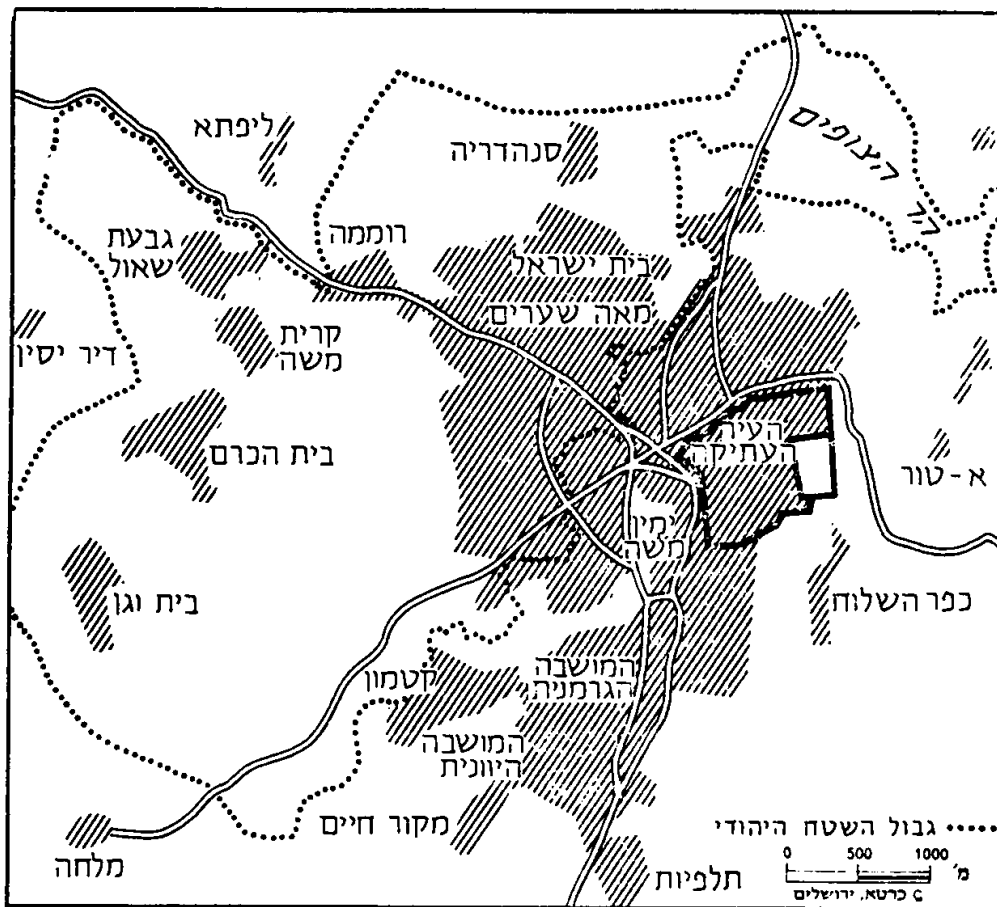 הר הצופים
ליפתא
סנהדריה
רוממה
גבעת
שאול
בית ישראל
מאה שערים
קרית
משה
דיר יסין
בית הכרם
העיר
העתיקה
א-טור
ימין
משה
בית וגן
כפר השלוח
המושבה
הגרמנית
קטמון
המושבה
היוונית
מקור חיים
מלחה
תלפיות
גבול השטח היהודי
0 500 1000 מ'
© כרטא, ירושלים